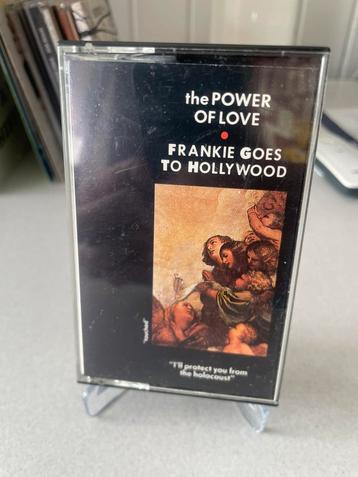 the POWER
OF LOVE
FRANKIE GOES
TO HOLLYWOOD
"I'll protect you from
the holocaust"